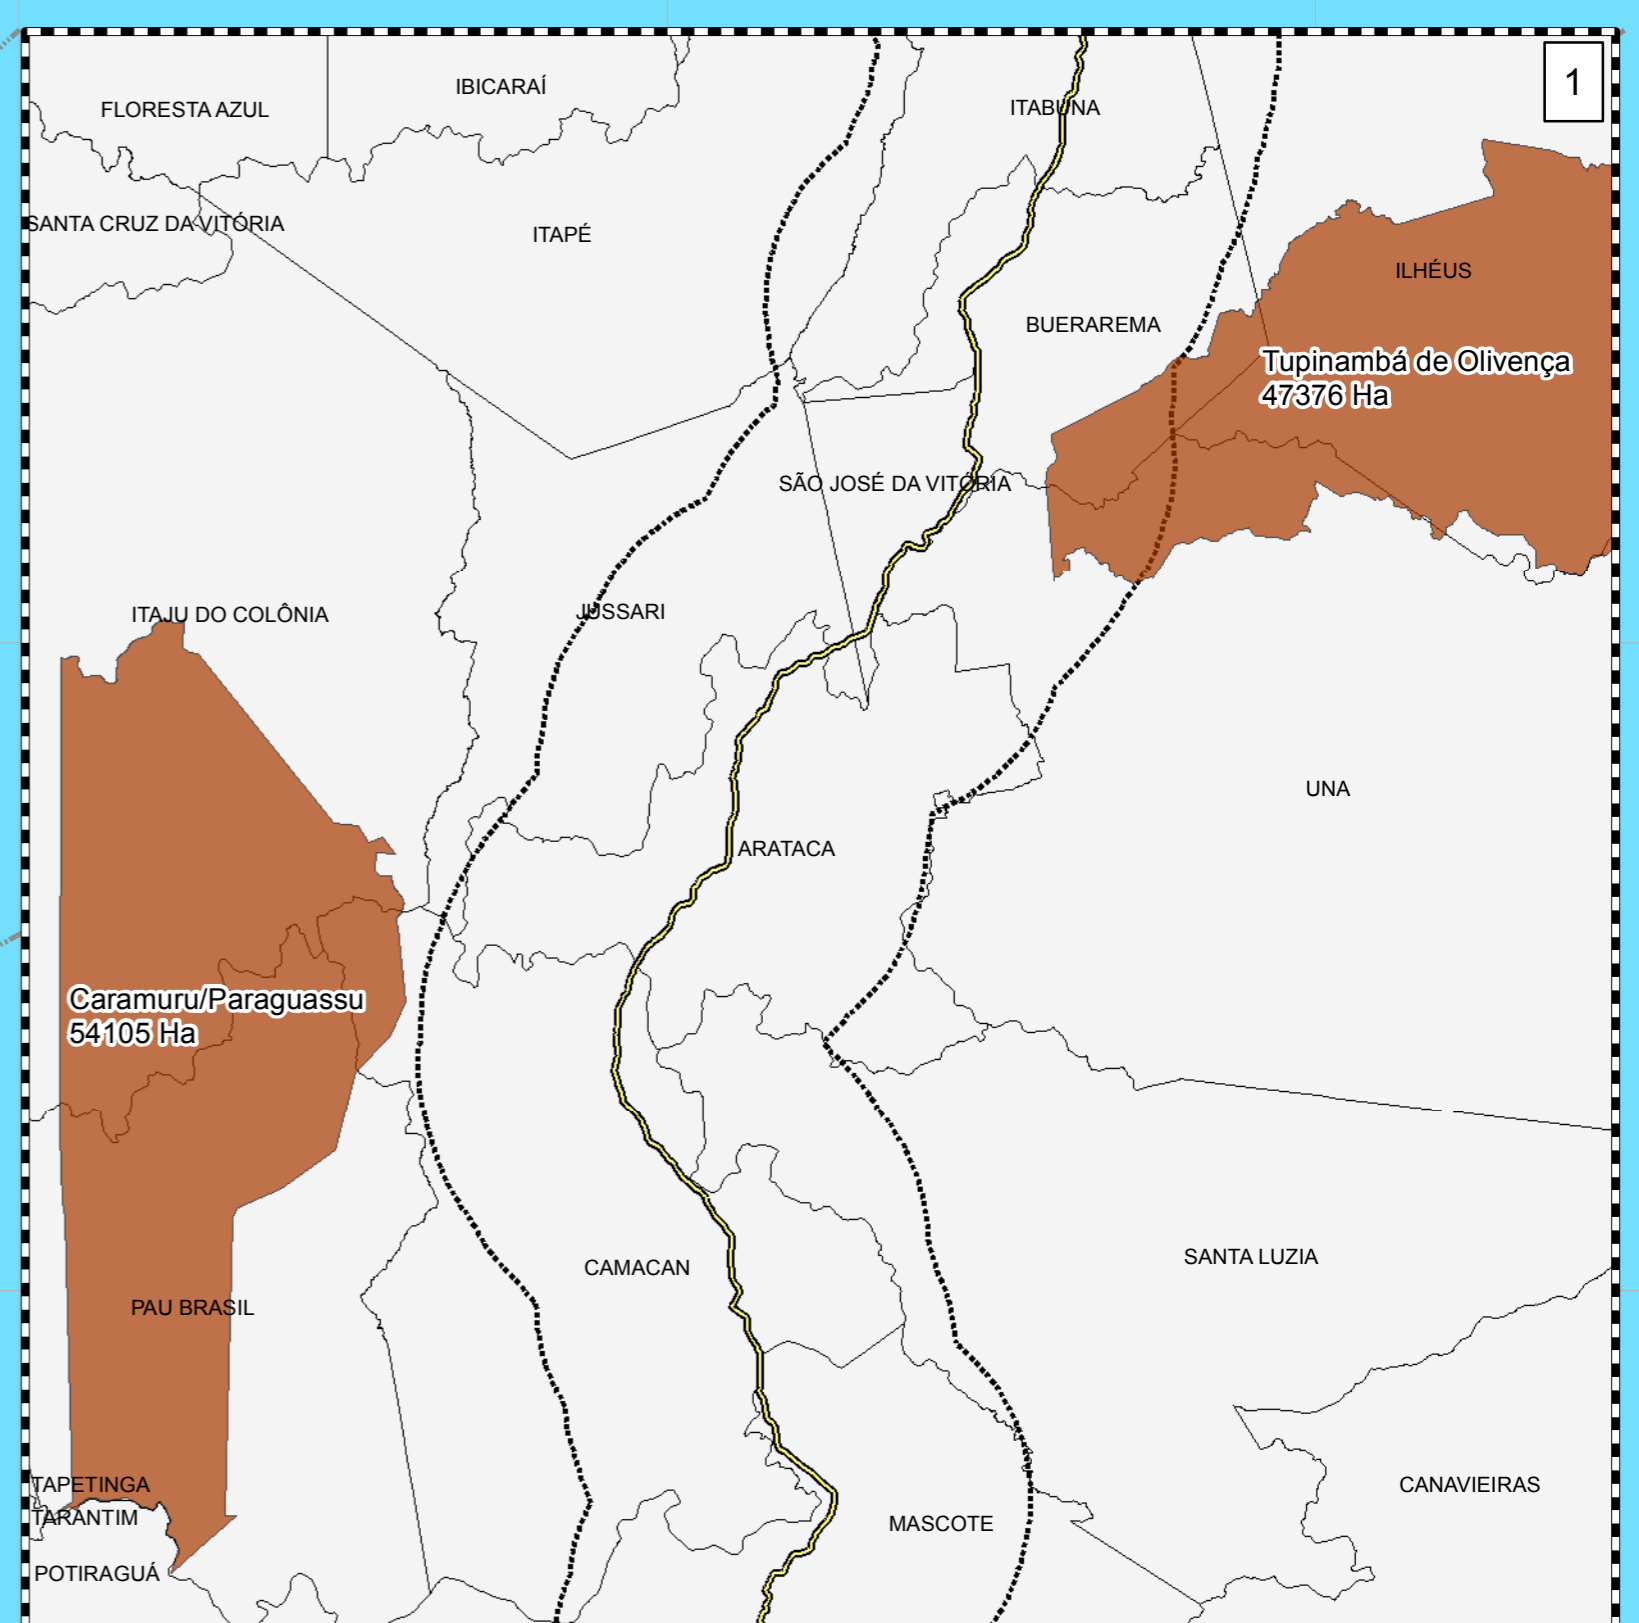 1
IBICARAÍ
FLORESTA AZUL
ITABUNA
SANTA CRUZ DA VITÓRIA
ITAPÉ
ILHÉUS
BUERAREMA
Tupinambá de Olivença
47376 Ha
SÃO JOSÉ DA VITÓRIA
ITAJU DO COLÔNIA
JUSSARI
UNA
ARATACA
Caramuru/Paraguassu
54105 Ha
SANTA LUZIA
CAMACAN
PAU BRASIL
TAPETINGA
CANAVIEIRAS
TARANTIM
MASCOTE
POTIRAGUÁ